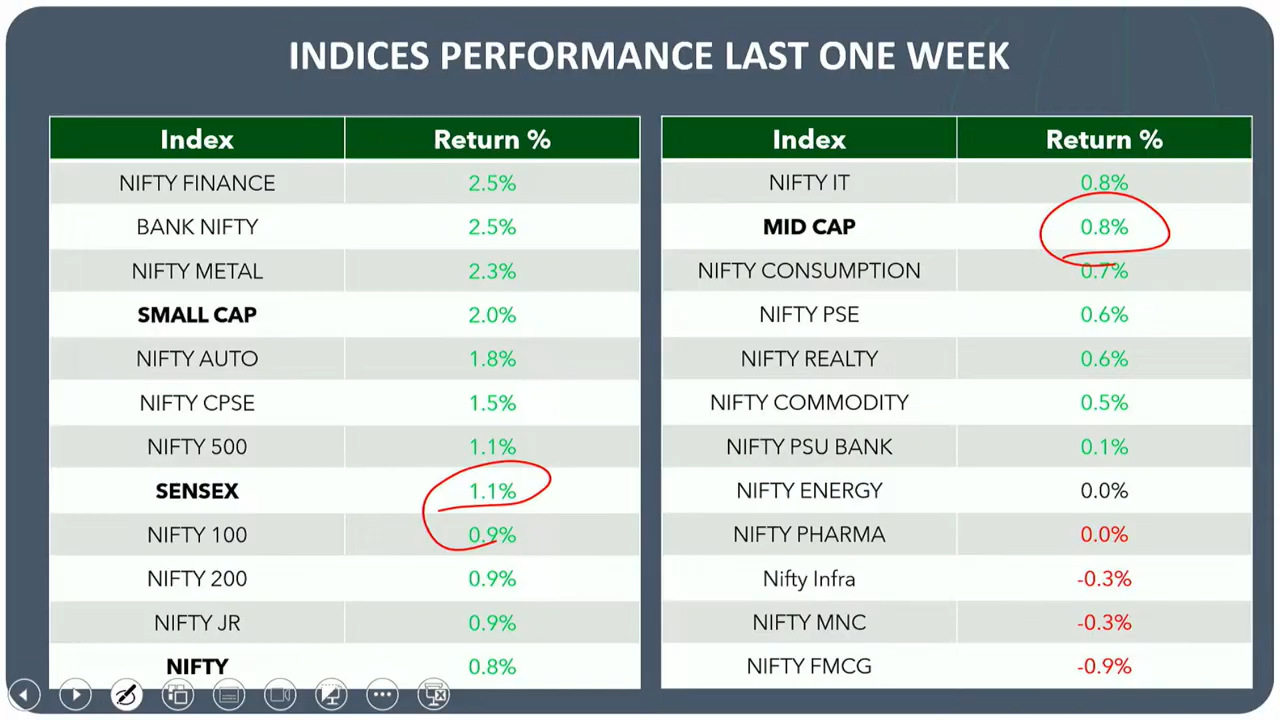 INDICES PERFORMANCE LAST ONE WEEK
Index Return %
NIFTY FINANCE 2.5%
BANK NIFTY 2.5%
NIFTY METAL 2.3%
SMALL CAP 2.0%
NIFTY AUTO 1.8%
NIFTY CPSE 1.5%
NIFTY 500 1.1%
SENSEX 1.1%
NIFTY 100 0.9%
NIFTY 200 0.9%
NIFTY JR 0.9%
NIFTY 0.8%
Index Return %
NIFTY IT 0.8%
MID CAP 0.8%
NIFTY CONSUMPTION 0.7%
NIFTY PSE 0.6%
NIFTY REALTY 0.6%
NIFTY COMMODITY 0.5%
NIFTY PSU BANK 0.1%
NIFTY ENERGY 0.0%
NIFTY PHARMA 0.0%
Nifty Infra -0.3%
NIFTY MNC -0.3%
NIFTY FMCG -0.9%